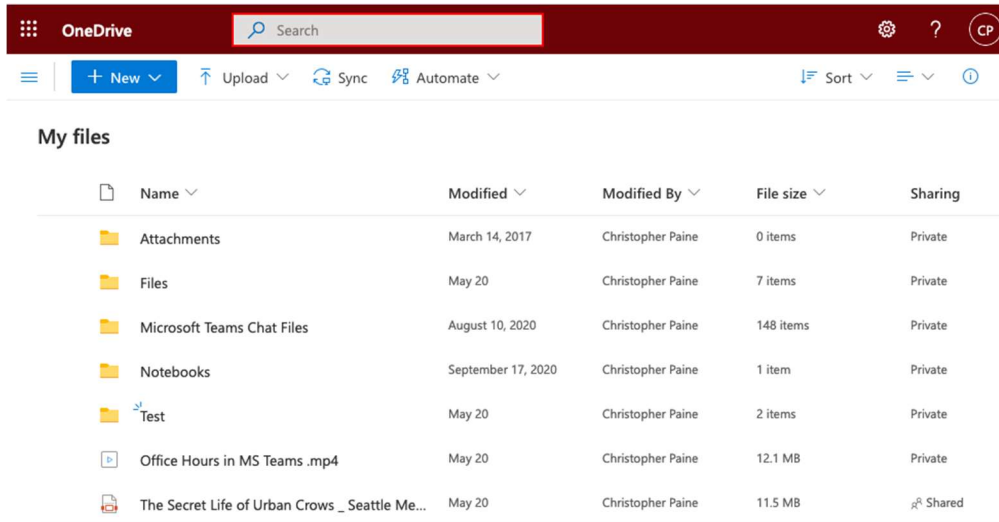 OneDrive Search ? CP
+ New Upload Sync Automate Sort
My files
Name Modified Modified By File size Sharing
Attachments March 14, 2017 Christopher Paine 0 items Private
Files May 20 Christopher Paine 7 items Private
Microsoft Teams Chat Files August 10, 2020 Christopher Paine 148 items Private
Notebooks September 17, 2020 Christopher Paine 1 item Private
Test May 20 Christopher Paine 2 items Private
Office Hours in MS Teams .mp4 May 20 Christopher Paine 12.1 MB Private
The Secret Life of Urban Crows _ Seattle Me... May 20 Christopher Paine 11.5 MB Shared